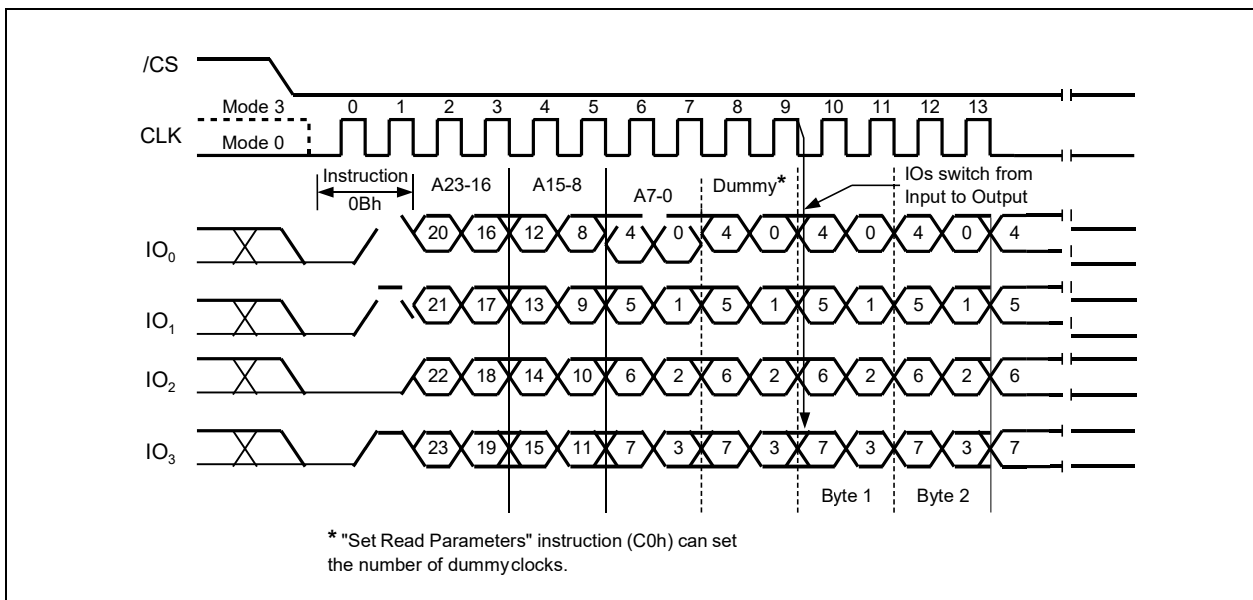 /CS
Mode 3 0 1 2 3 4 5 6 7 8 9 10 11 12 13
CLK
Mode 0
Instruction A23-16 A15-8 A7-0 Dummy* IOs switch from
0Bh Input to Output
IO0 20 16 12 8 4 0 4 0 4 0 4 0 4
IO1 21 17 13 9 5 1 5 1 5 1 5 1 5
IO2 22 18 14 10 6 2 6 2 6 2 6 2 6
IO3 23 19 15 11 7 3 7 3 7 3 7 3 7
Byte 1 Byte 2
* "Set Read Parameters" instruction (C0h) can set
the number of dummyclocks.